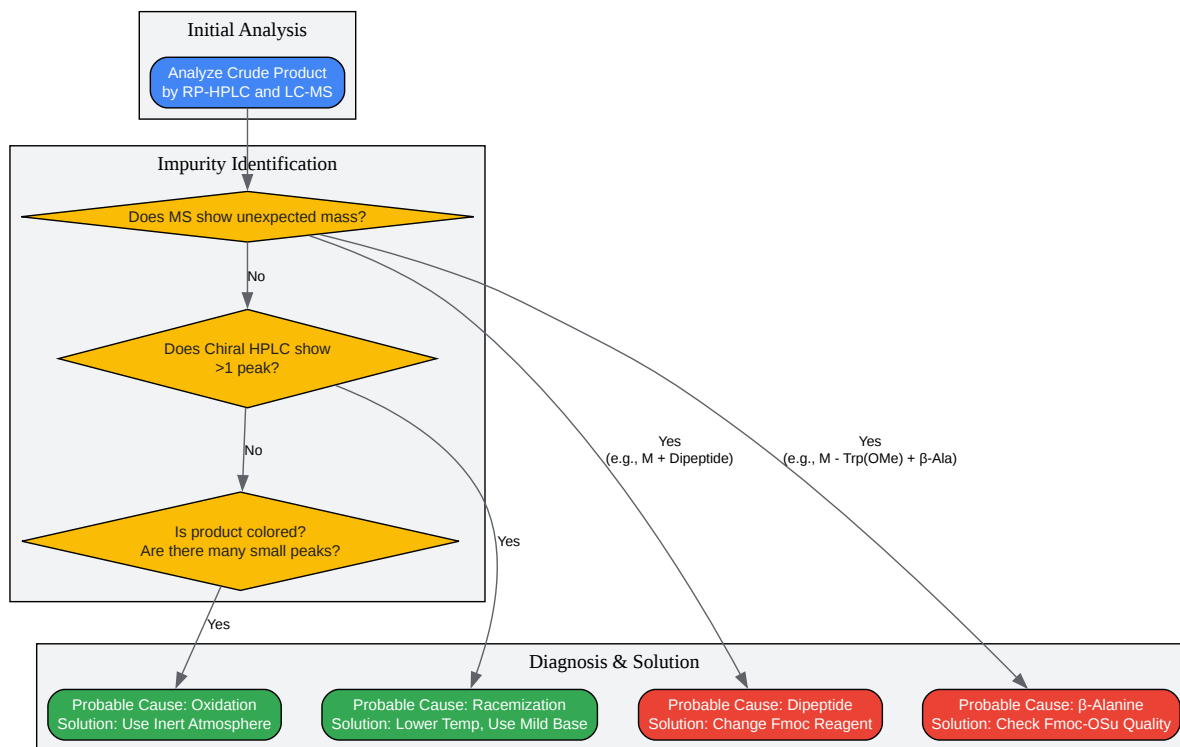 Initial Analysis
Analyze Crude Product
by RP-HPLC and LC-MS
Impurity Identification
Does MS show unexpected mass?
No
Does Chiral HPLC show
>1 peak?
Yes
(e.g., M + Dipeptide)
Yes
(e.g., M - Trp(OMe) + β-Ala)
No
Is product colored?
Are there many small peaks?
Yes
Yes
Diagnosis & Solution
Probable Cause: Oxidation
Solution: Use Inert Atmosphere
Probable Cause: Racemization
Solution: Lower Temp, Use Mild Base
Probable Cause: Dipeptide
Solution: Change Fmoc Reagent
Probable Cause: β-Alanine
Solution: Check Fmoc-OSu Quality